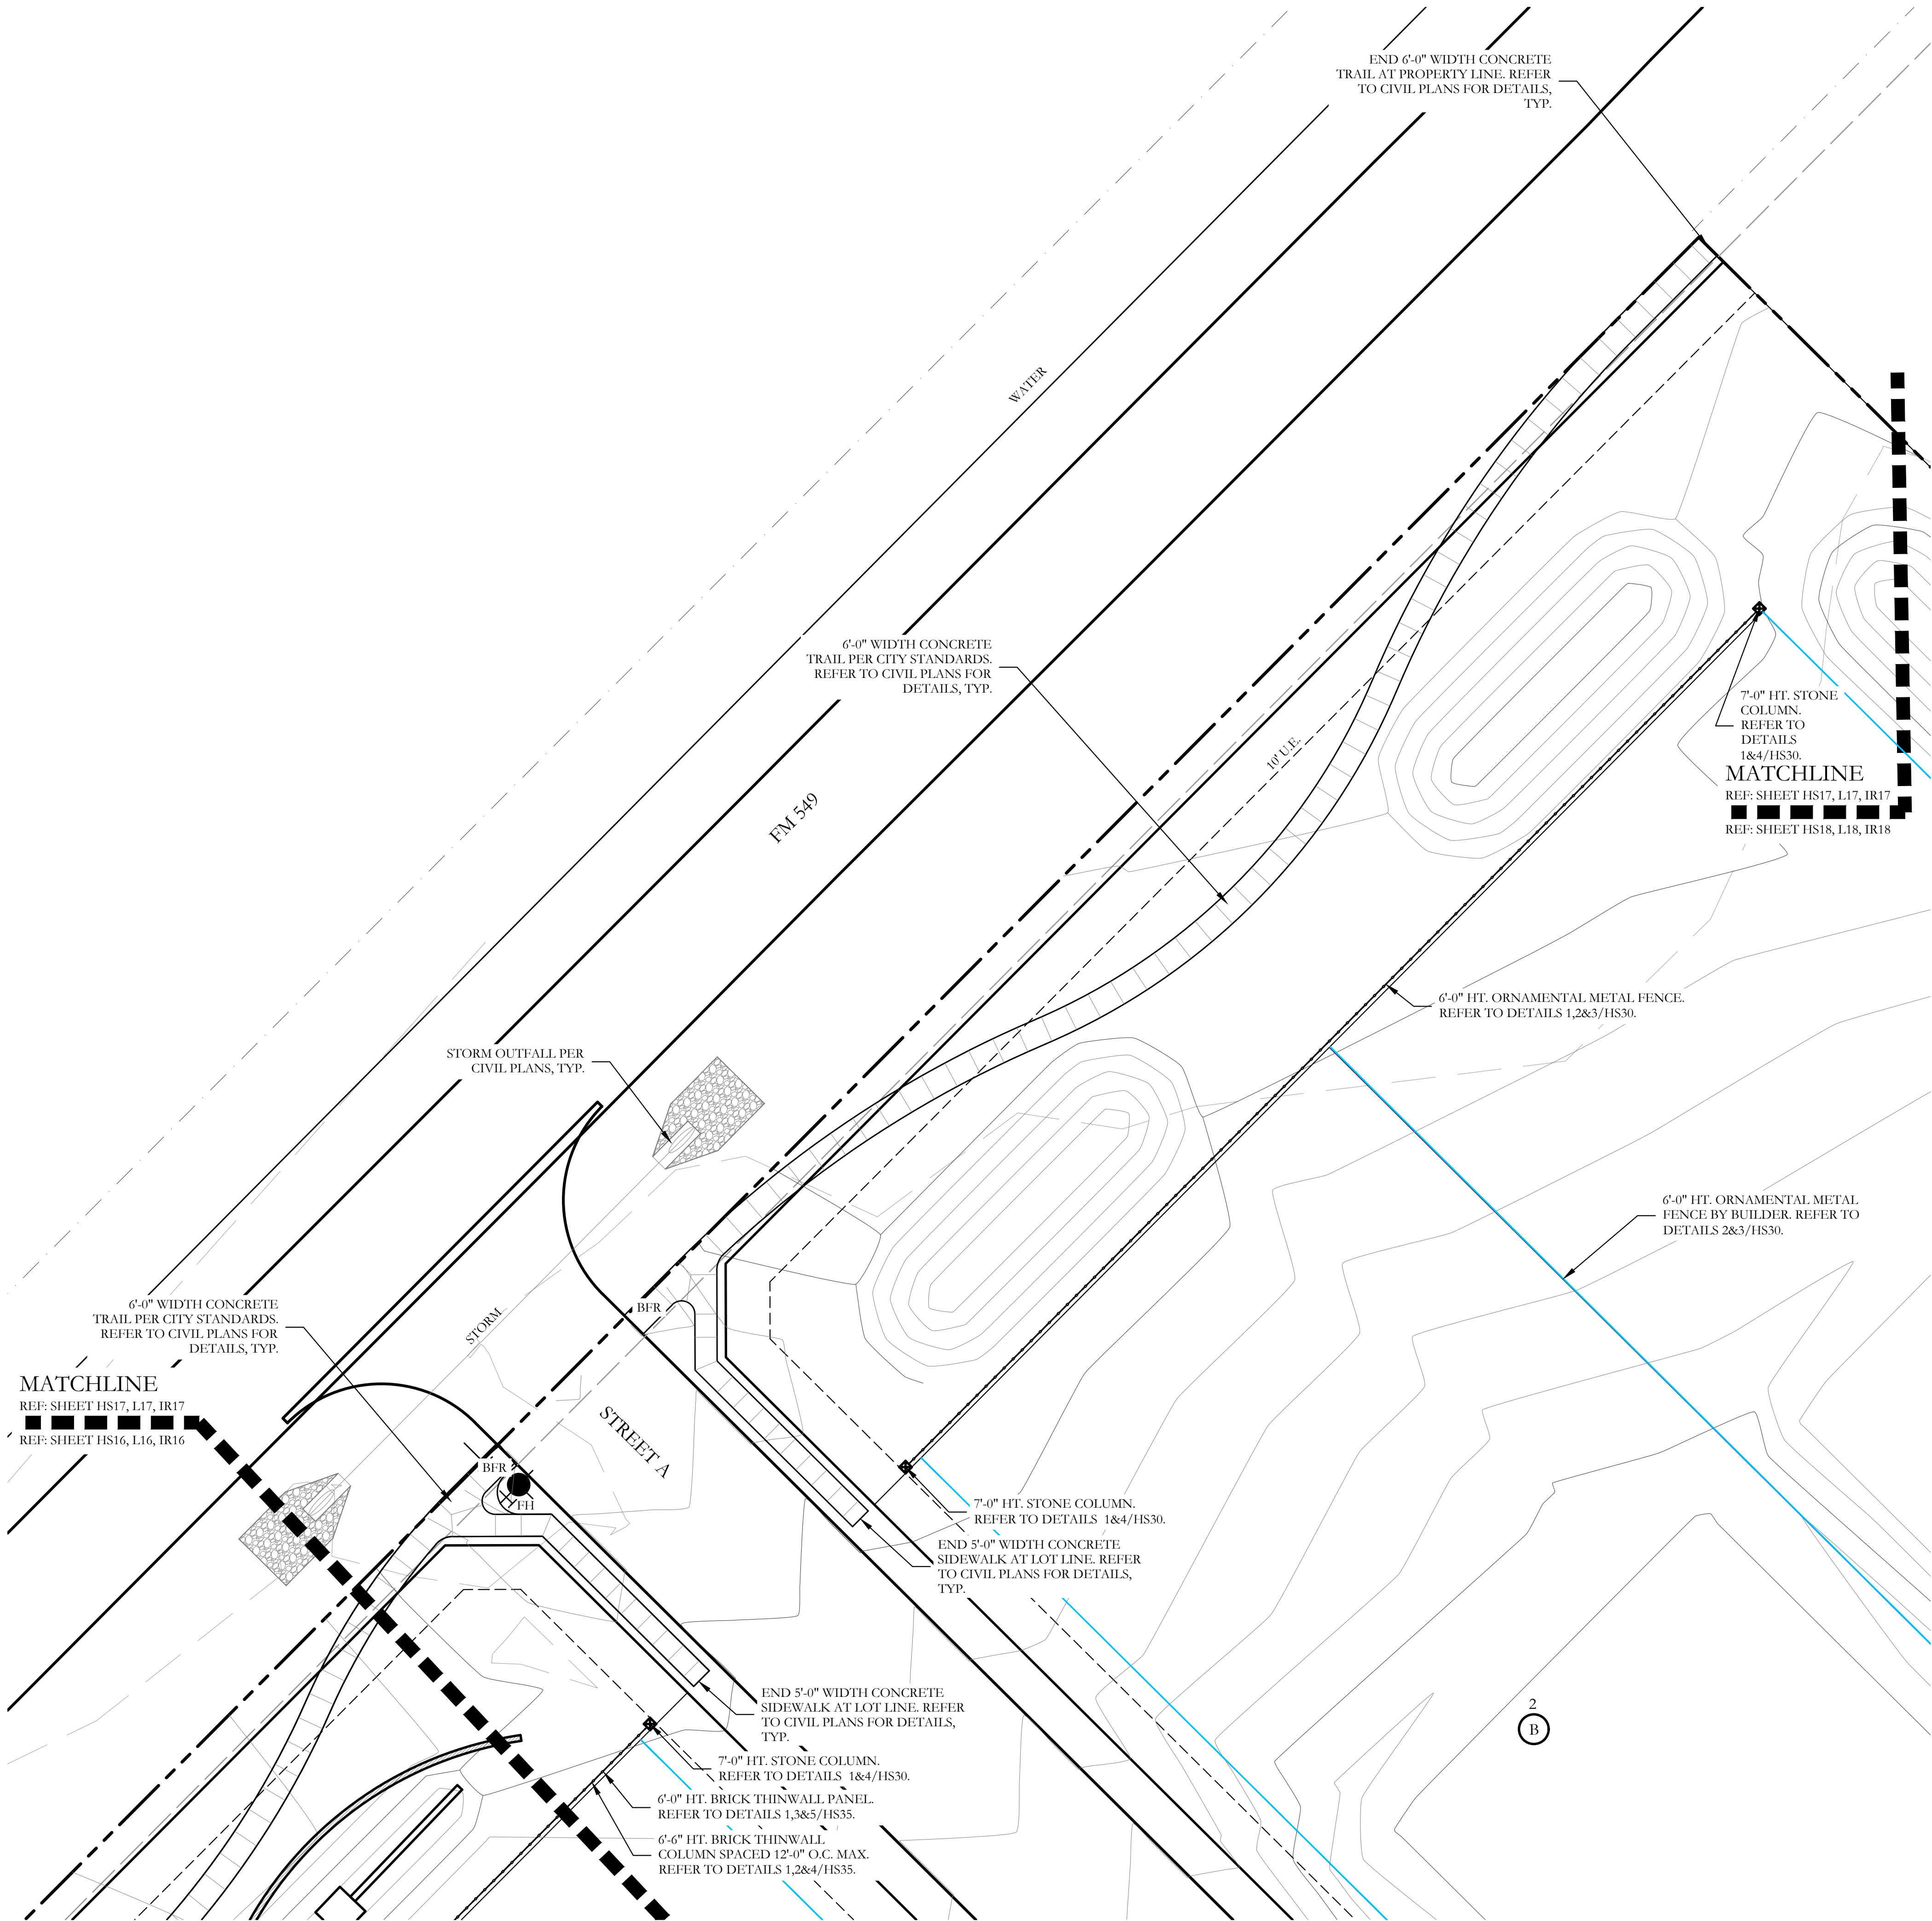 END 6'-0" WIDTH CONCRETE
TRAIL AT PROPERTY LINE. REFER
TO CIVIL PLANS FOR DETAILS,
TYP.
WATER
6'-0" WIDTH CONCRETE
TRAIL PER CITY STANDARDS.
REFER TO CIVIL PLANS FOR
DETAILS, TYP.
7'-0" HT. STONE
COLUMN.
REFER TO
DETAILS
1&4/HS30.
MATCHLINE
REF: SHEET HS17, L17, IR17
REF: SHEET HS18, L18, IR18
10' U.E.
FM 549
6'-0" HT. ORNAMENTAL METAL FENCE.
REFER TO DETAILS 1,2&3/HS30.
STORM OUTFALL PER
CIVIL PLANS, TYP.
6'-0" HT. ORNAMENTAL METAL
FENCE BY BUILDER. REFER TO
DETAILS 2&3/HS30.
6'-0" WIDTH CONCRETE
TRAIL PER CITY STANDARDS.
REFER TO CIVIL PLANS FOR
DETAILS, TYP.
STORM
BFR
MATCHLINE
REF: SHEET HS17, L17, IR17
REF: SHEET HS16, L16, IR16
STREET A
BFR
FH
7'-0" HT. STONE COLUMN.
REFER TO DETAILS 1&4/HS30.
END 5'-0" WIDTH CONCRETE
SIDEWALK AT LOT LINE. REFER
TO CIVIL PLANS FOR DETAILS,
TYP.
END 5'-0" WIDTH CONCRETE
SIDEWALK AT LOT LINE. REFER
TO CIVIL PLANS FOR DETAILS,
TYP.
2
B
7'-0" HT. STONE COLUMN.
REFER TO DETAILS 1&4/HS30.
6'-0" HT. BRICK THINWALL PANEL.
REFER TO DETAILS 1,3&5/HS35.
6'-6" HT. BRICK THINWALL
COLUMN SPACED 12'-0" O.C. MAX.
REFER TO DETAILS 1,2&4/HS35.